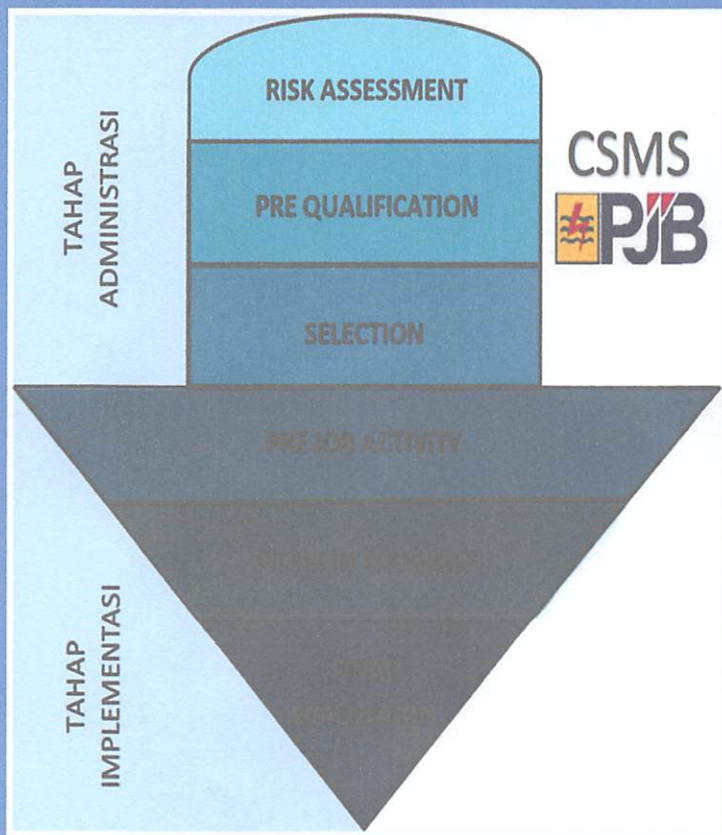 TAHAP
ADMINISTRASI
RISK ASSESSMENT
PRE QUALIFICATION
SELECTION
CSMS
PJB
TAHAP
IMPLEMENTASI
PRE JOB ACTIVITY